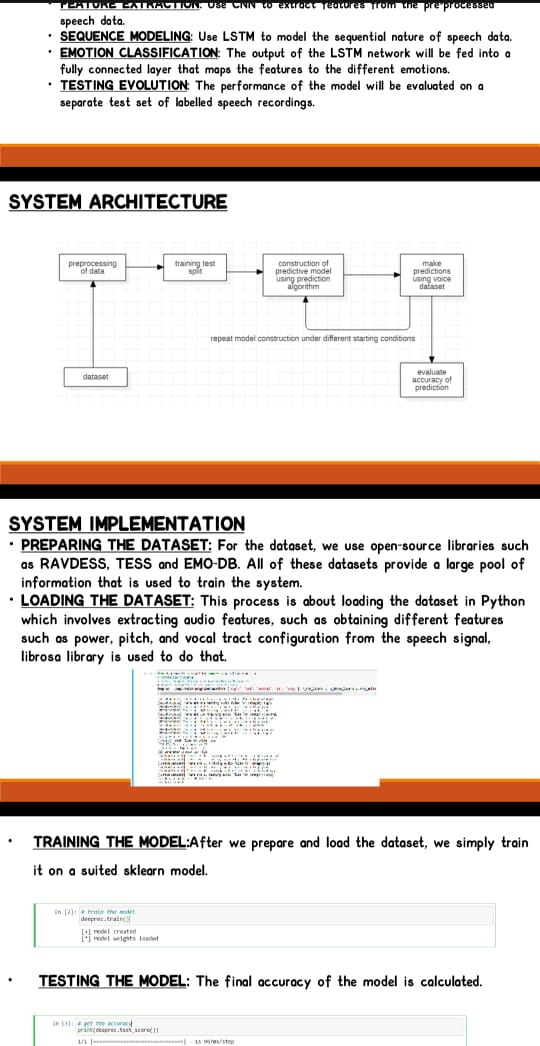 FEATURE EXTRACTION: Use CNN to extract features from the pre-processed
speech data.
• SEQUENCE MODELING: Use LSTM to model the sequential nature of speech data.
• EMOTION CLASSIFICATION: The output of the LSTM network will be fed into a
fully connected layer that maps the features to the different emotions.
• TESTING EVOLUTION: The performance of the model will be evaluated on a
separate test set of labelled speech recordings.
SYSTEM ARCHITECTURE
preprocessing
of data
training test
split
construction of
predictive model
using prediction
algorithm
make
predictions
using voice
dataset
repeat model construction under different starting conditions
dataset
evaluate
accuracy of
prediction
SYSTEM IMPLEMENTATION
• PREPARING THE DATASET: For the dataset, we use open-source libraries such
as RAVDESS, TESS and EMO-DB. All of these datasets provide a large pool of
information that is used to train the system.
• LOADING THE DATASET: This process is about loading the dataset in Python
which involves extracting audio features, such as obtaining different features
such as power, pitch, and vocal tract configuration from the speech signal,
librosa library is used to do that.
• TRAINING THE MODEL:After we prepare and load the dataset, we simply train
it on a suited sklearn model.
In [2]: # train the model
deeprec.train()
[+] Model created
[*] Model weights loaded
• TESTING THE MODEL: The final accuracy of the model is calculated.
In [3]: # get the accuracy
print(deeprec.test_score())
1/1 [==============================] - 1s 907ms/step